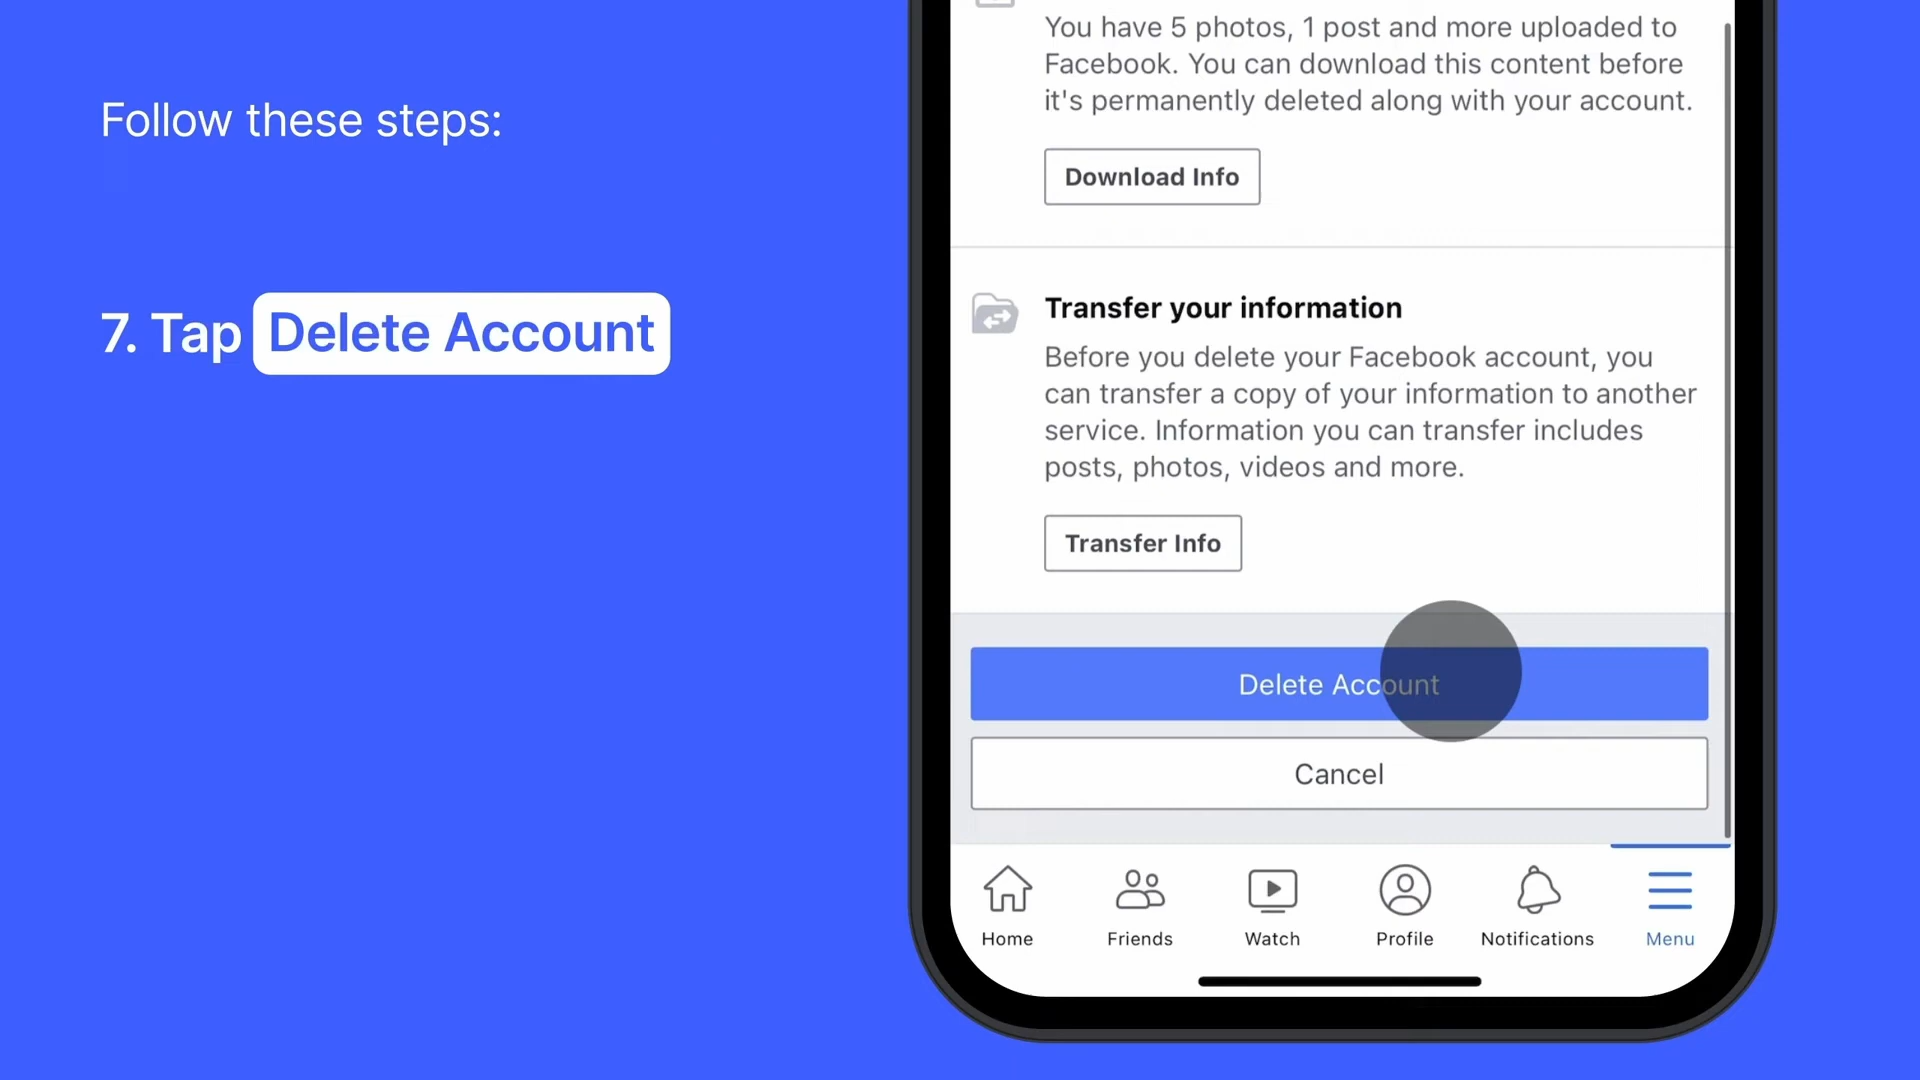 Follow these steps:
7. Tap Delete Account
You have 5 photos, 1 post and more uploaded to
Facebook. You can download this content before
it's permanently deleted along with your account.
Download Info
Transfer your information
Before you delete your Facebook account, you
can transfer a copy of your information to another
service. Information you can transfer includes
posts, photos, videos and more.
Transfer Info
Delete Account
Cancel
Home Friends Watch Profile Notifications Menu